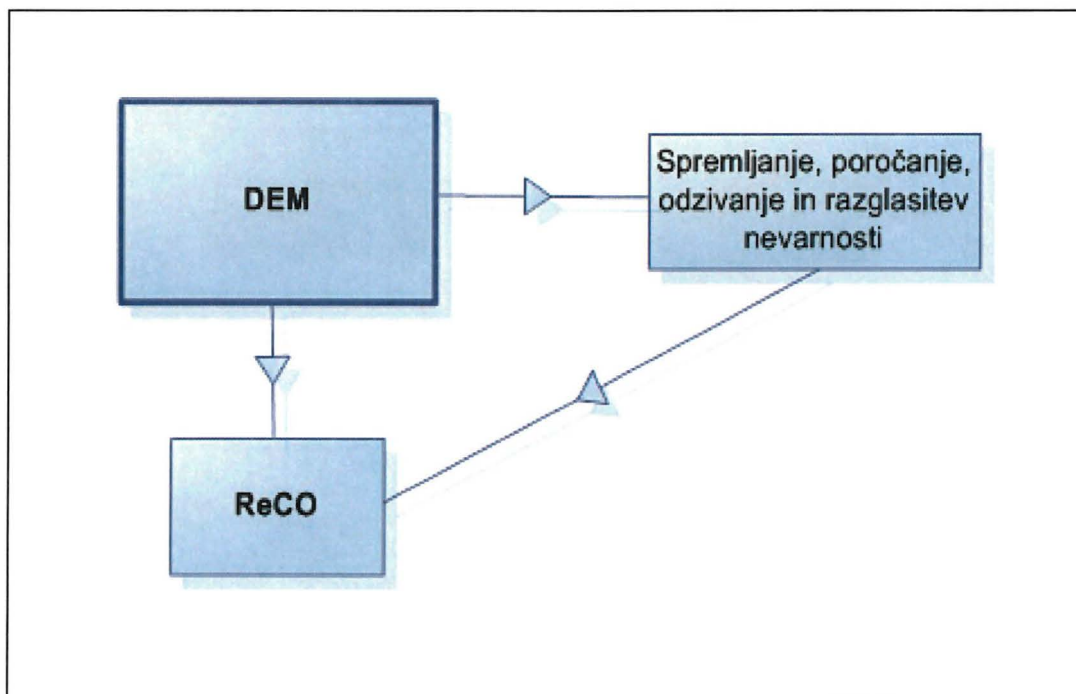 DEM
Spremljanje, poročanje,
odzivanje in razglasitev
nevarnosti
ReCO